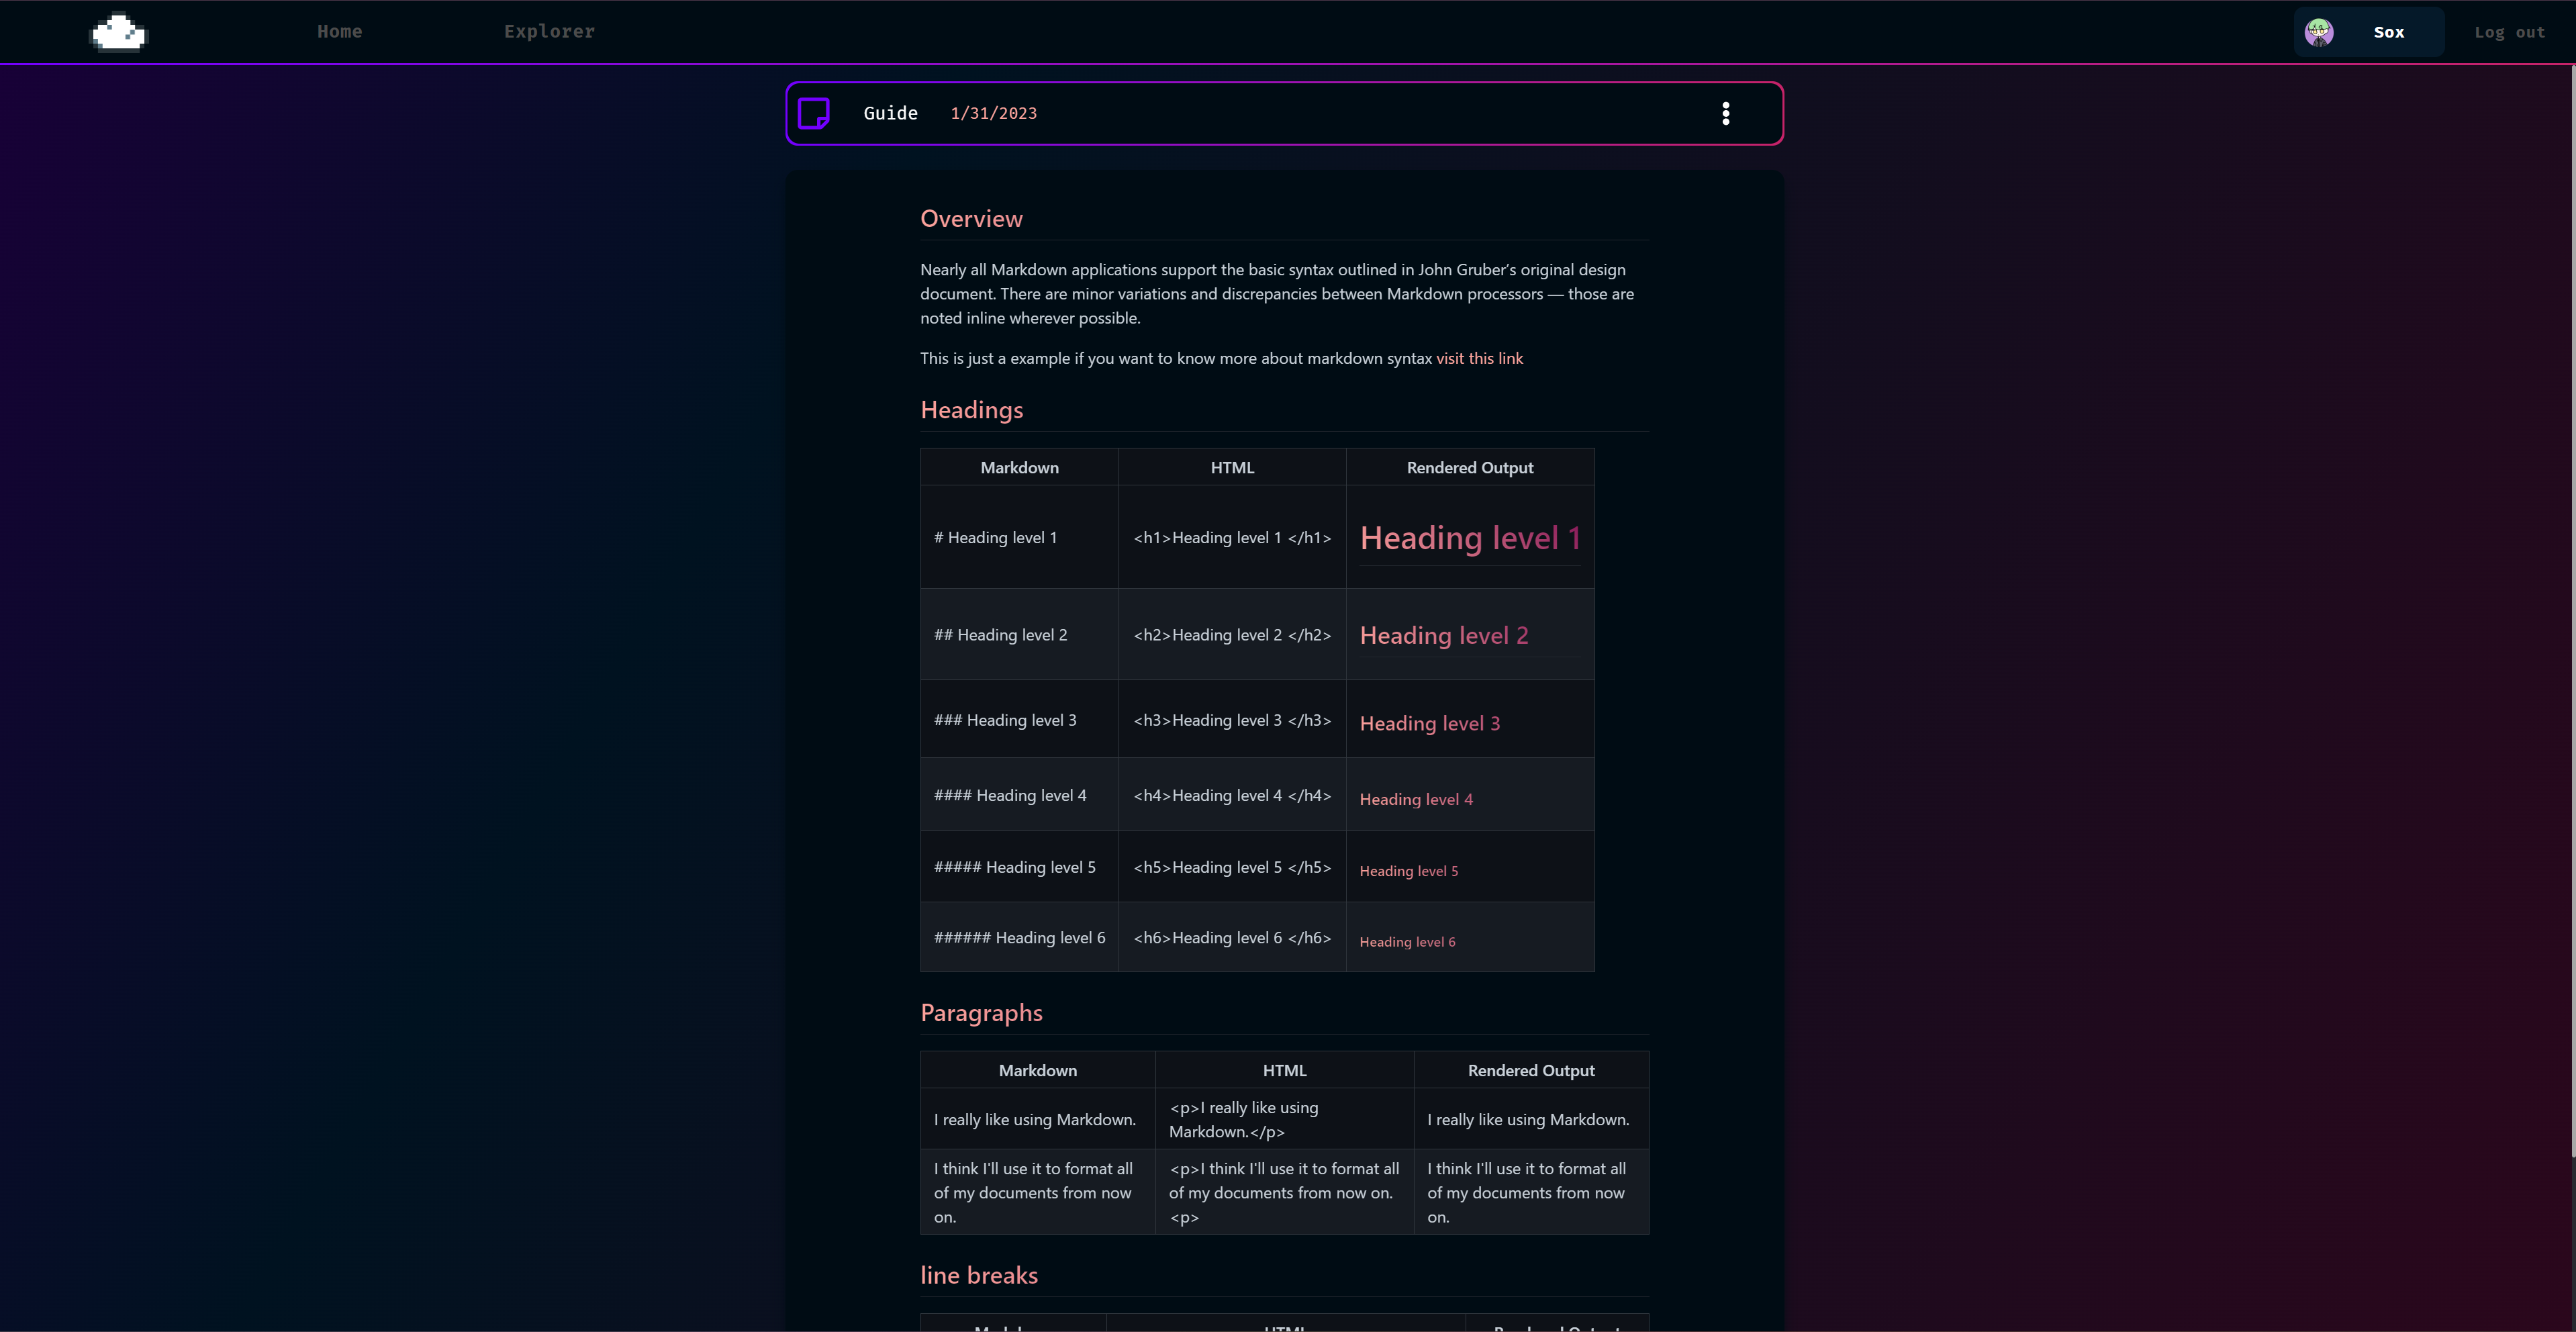 Home Explorer Sox Log out
Guide 1/31/2023
Overview
Nearly all Markdown applications support the basic syntax outlined in John Gruber's original design
document. There are minor variations and discrepancies between Markdown processors — those are
noted inline wherever possible.
This is just a example if you want to know more about markdown syntax visit this link
Headings
Markdown HTML Rendered Output
# Heading level 1 <h1>Heading level 1 </h1> Heading level 1
## Heading level 2 <h2>Heading level 2 </h2> Heading level 2
### Heading level 3 <h3>Heading level 3 </h3> Heading level 3
#### Heading level 4 <h4>Heading level 4 </h4> Heading level 4
##### Heading level 5 <h5>Heading level 5 </h5> Heading level 5
###### Heading level 6 <h6>Heading level 6 </h6> Heading level 6
Paragraphs
Markdown HTML Rendered Output
I really like using Markdown.
<p>I really like using
Markdown.</p>
I really like using Markdown.
I think I'll use it to format all
of my documents from now
on.
<p>I think I'll use it to format all
of my documents from now on.
<p>
I think I'll use it to format all
of my documents from now
on.
line breaks
Markdown HTML Rendered Output